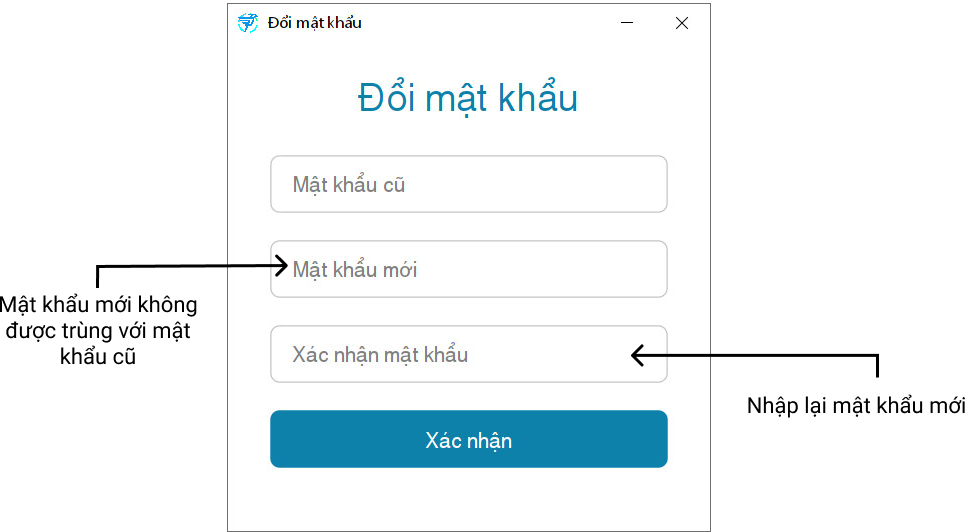 Đổi mật khẩu
Đổi mật khẩu
Mật khẩu cũ
Mật khẩu mới
Mật khẩu mới không
được trùng với mật
khẩu cũ
Xác nhận mật khẩu
Nhập lại mật khẩu mới
Xác nhận